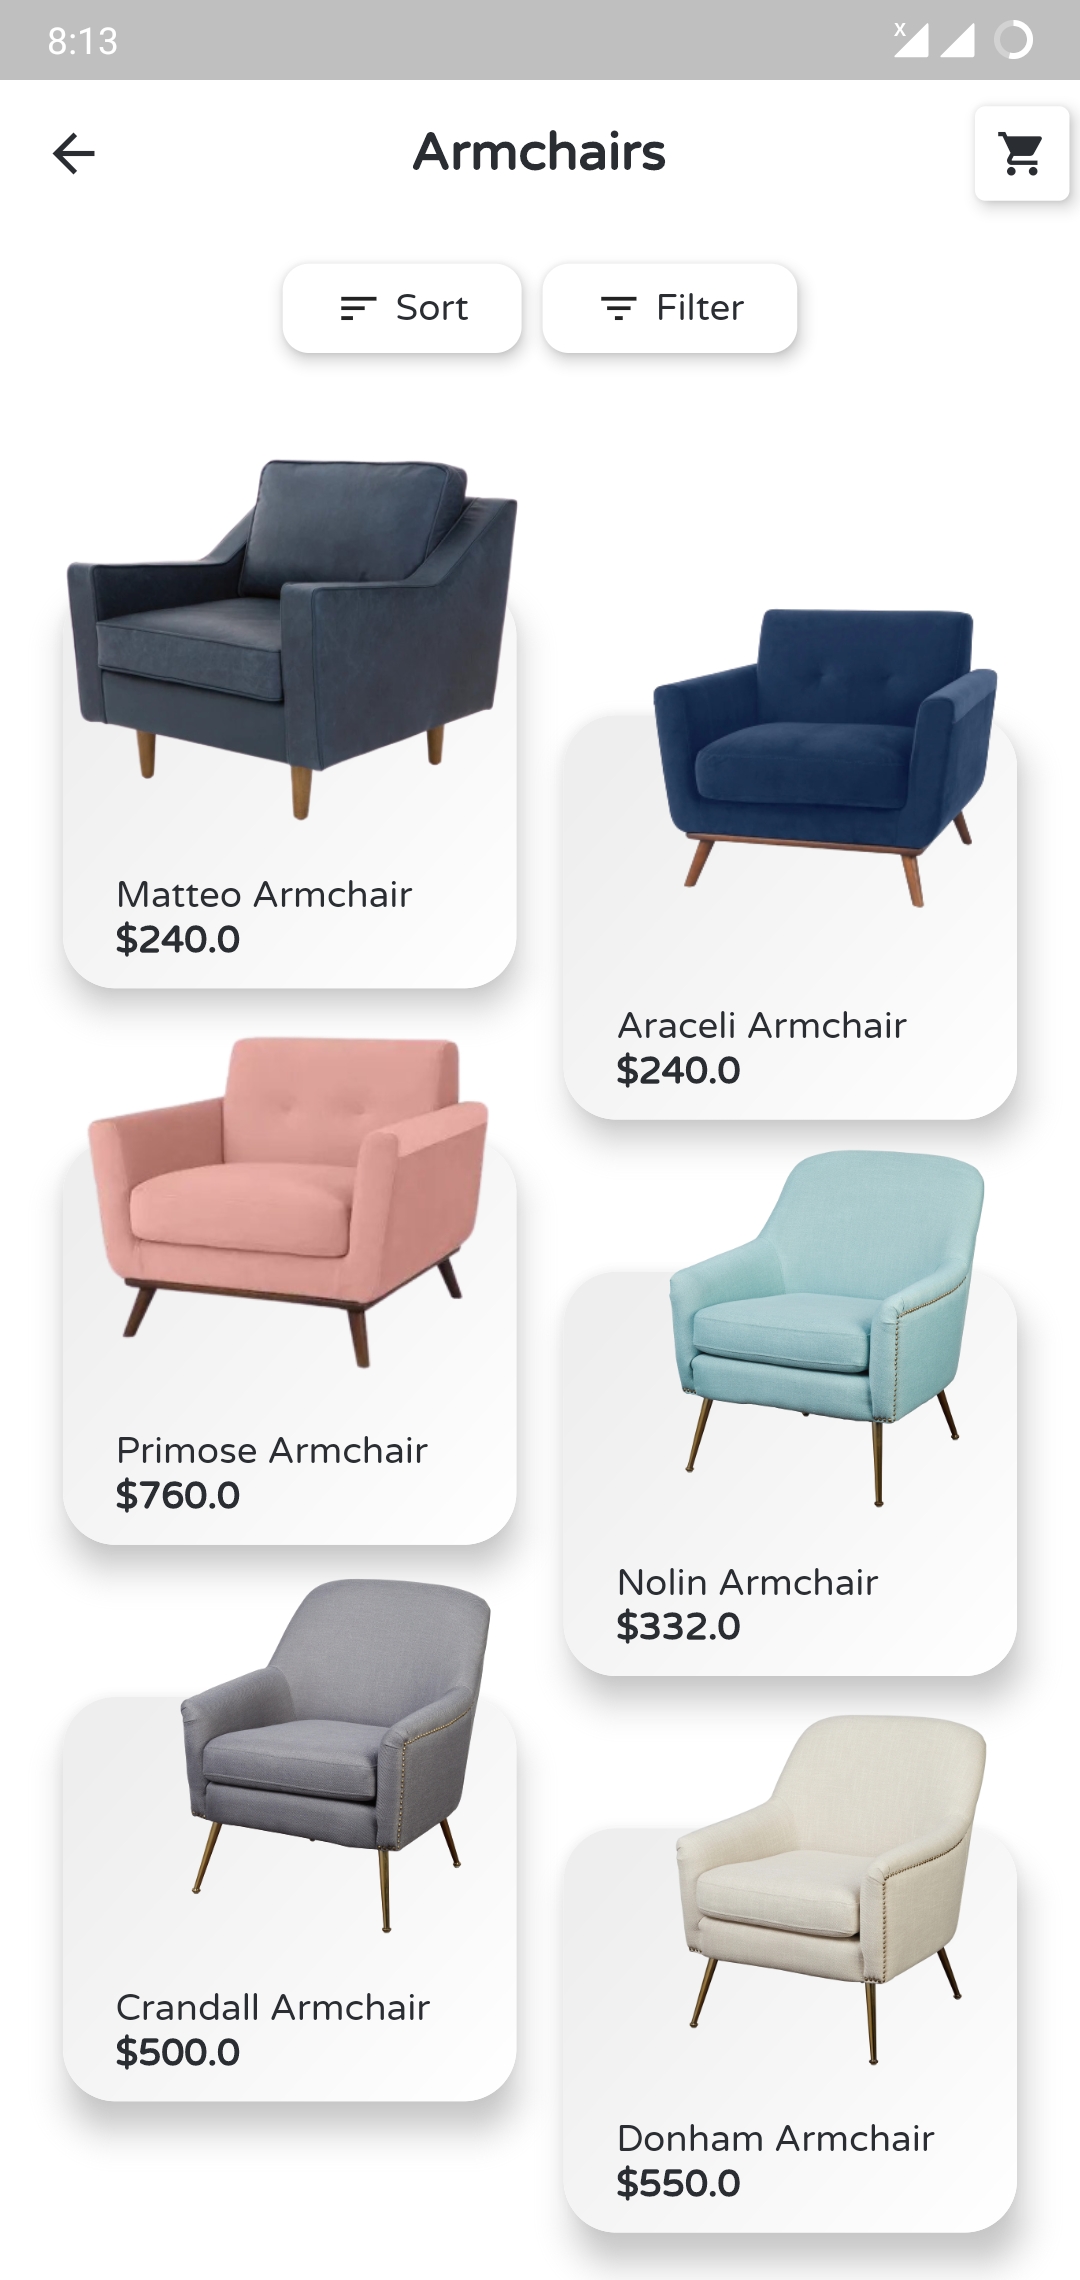 8:13
x
Armchairs
Sort
Filter
Matteo Armchair
$240.0
Araceli Armchair
$240.0
Primose Armchair
$760.0
Nolin Armchair
$332.0
Crandall Armchair
$500.0
Donham Armchair
$550.0